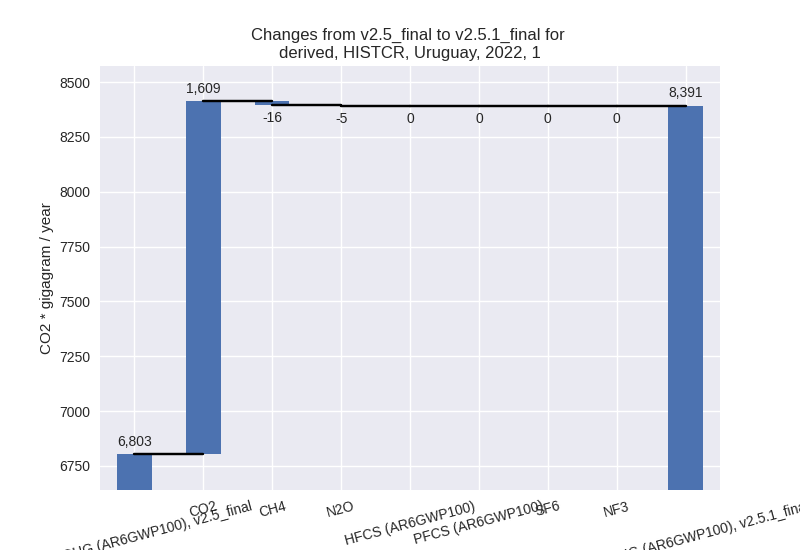 Changes from v2.5_final to v2.5.1_final for
derived, HISTCR, Uruguay, 2022, 1
CO2 * gigagram / year
8500
8250
8000
7750
7500
7250
7000
6750
6,803
1,609
-16
-5
0
0
0
0
8,391
(AR6GWP100), v2.5_final
CO2
CH4
N2O
HFCS (AR6GWP100)
PFCS (AR6GWP100)
SF6
NF3
(AR6GWP100), v2.5.1_final